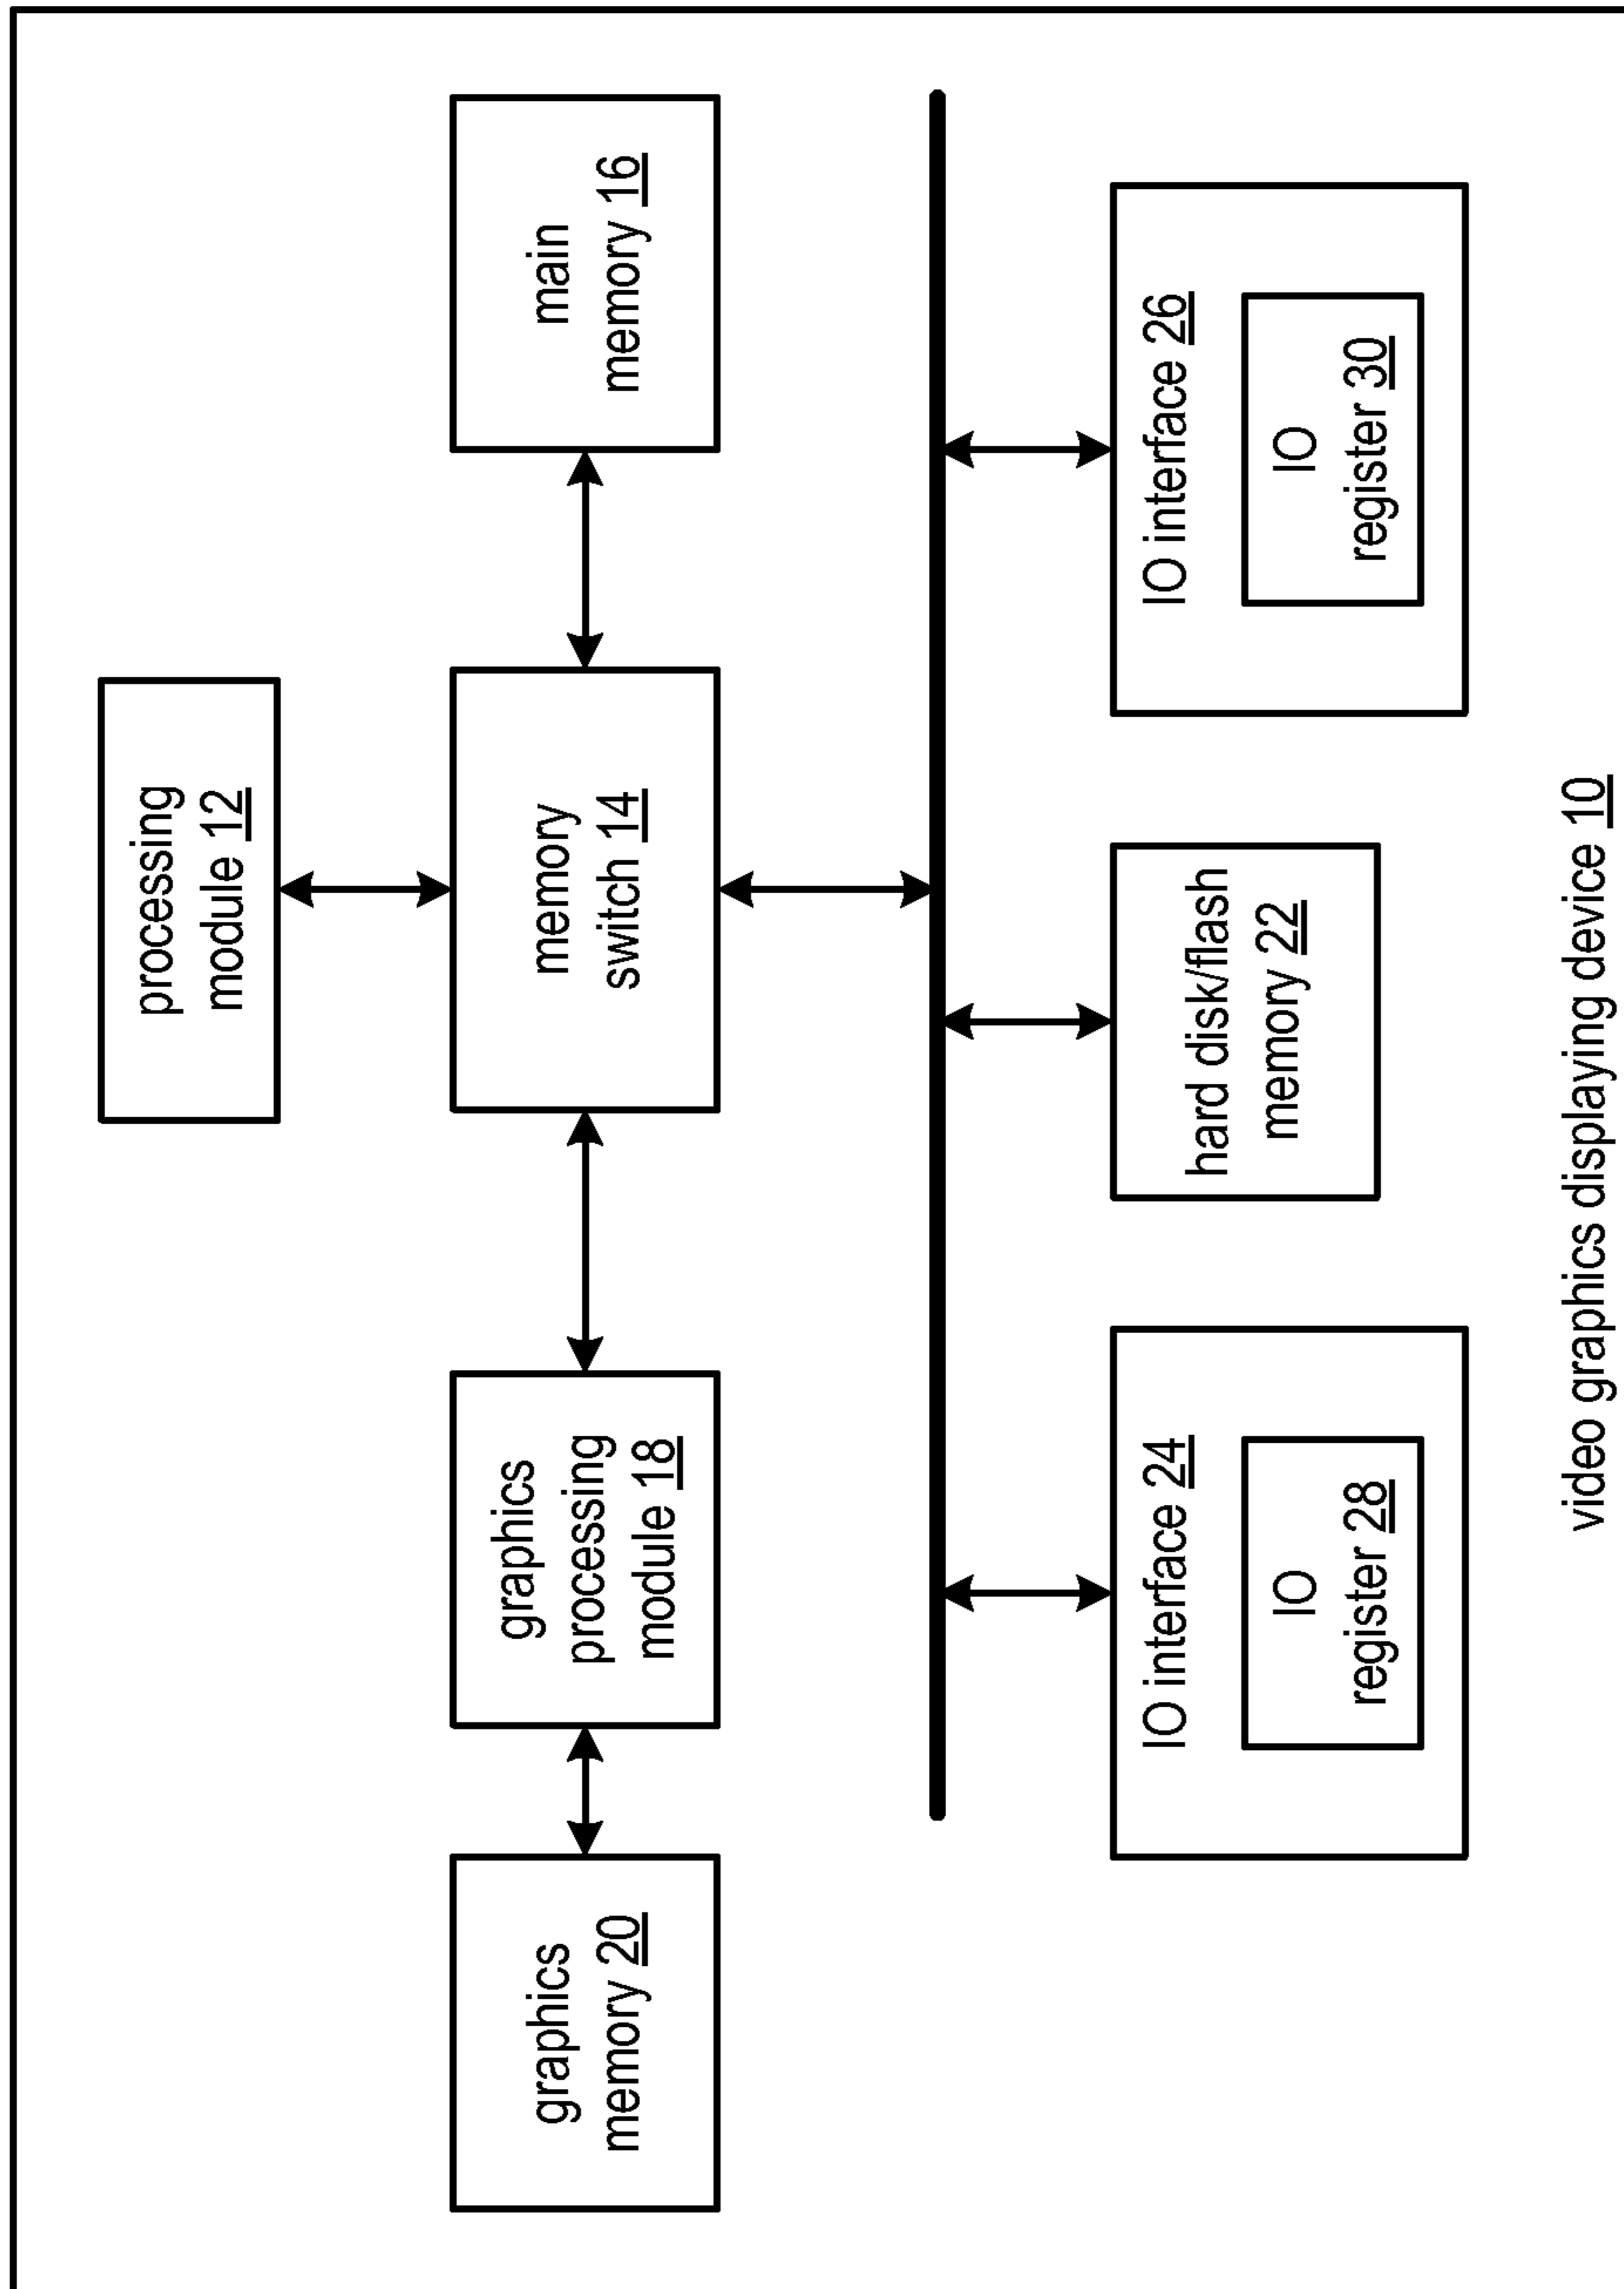 processing
module 12
graphics
memory 20
graphics
processing
module 18
memory
switch 14
main
memory 16
IO interface 24
IO
register 28
hard disk/flash
memory 22
IO interface 26
IO
register 30
video graphics displaying device 10